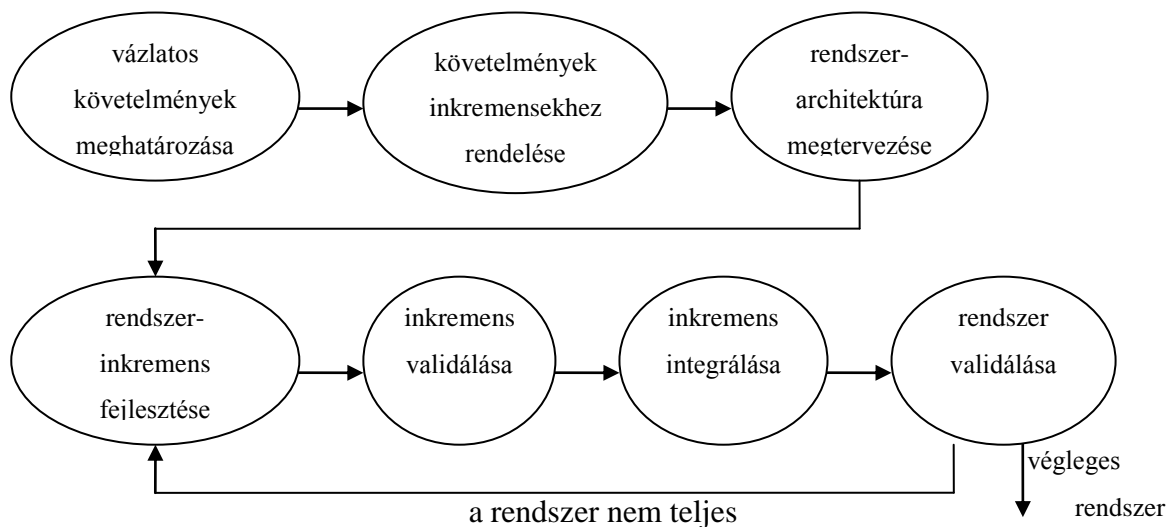 vázlatos
követelmények
meghatározása
követelmények
inkremensekhez
rendelése
rendszer-
architektúra
megtervezése
rendszer-
inkremens
fejlesztése
inkremens
validálása
inkremens
integrálása
rendszer
validálása
végleges
rendszer
a rendszer nem teljes